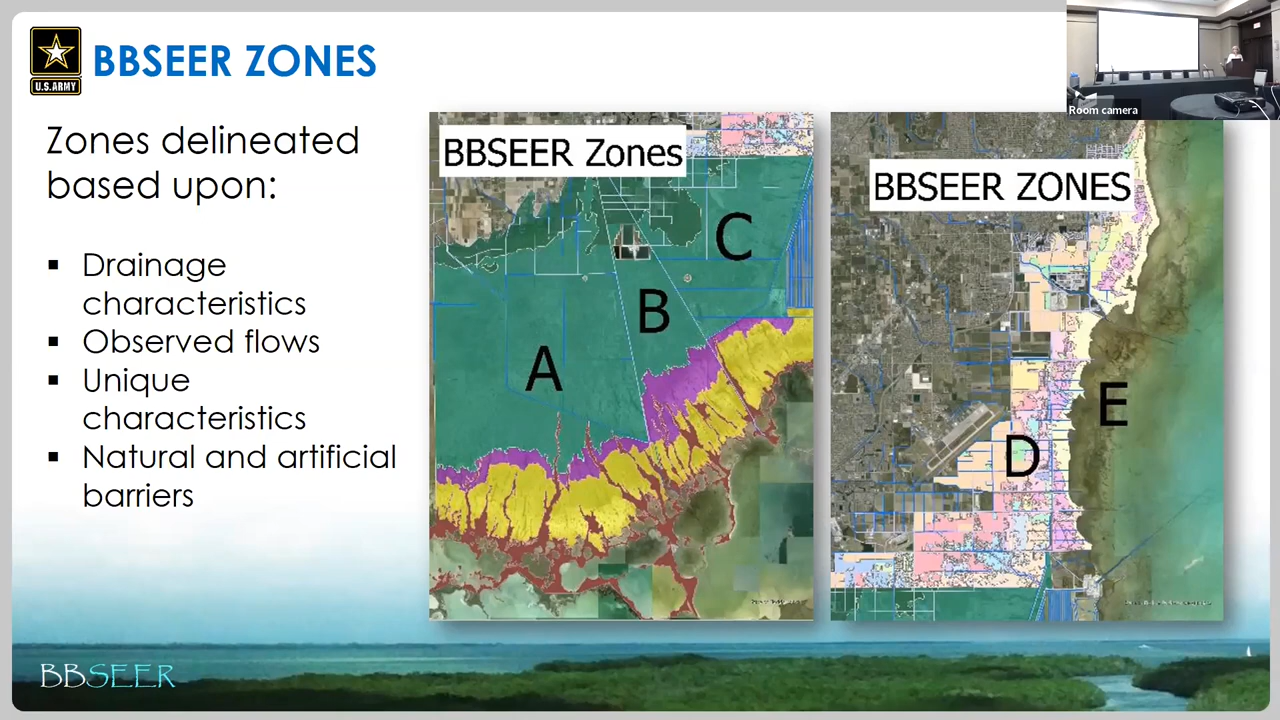 U.S. ARMY
BBSEER ZONES
Room camera
Zones delineated
based upon:
▪ Drainage
characteristics
▪ Observed flows
▪ Unique
characteristics
▪ Natural and artificial
barriers
BBSEER Zones
C
B
A
BBSEER ZONES
E
D
BBSEER